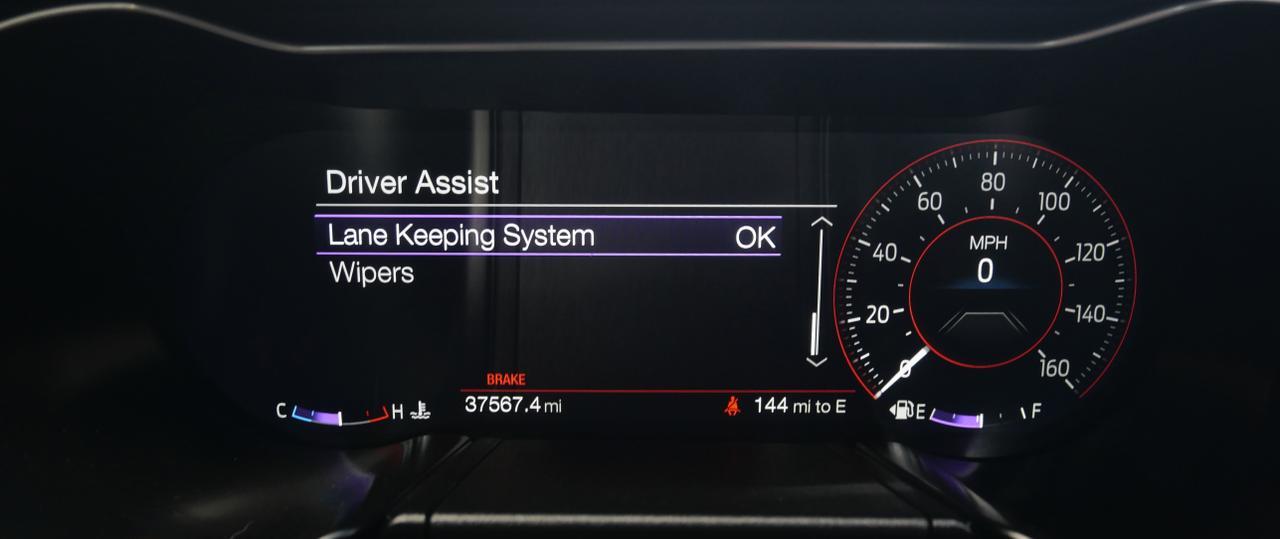 Driver Assist
Lane Keeping System OK
Wipers
80
60 100
MPH
40 0 120
20 140
0 160
BRAKE
C H 37567.4 mi 144 mi to E E F